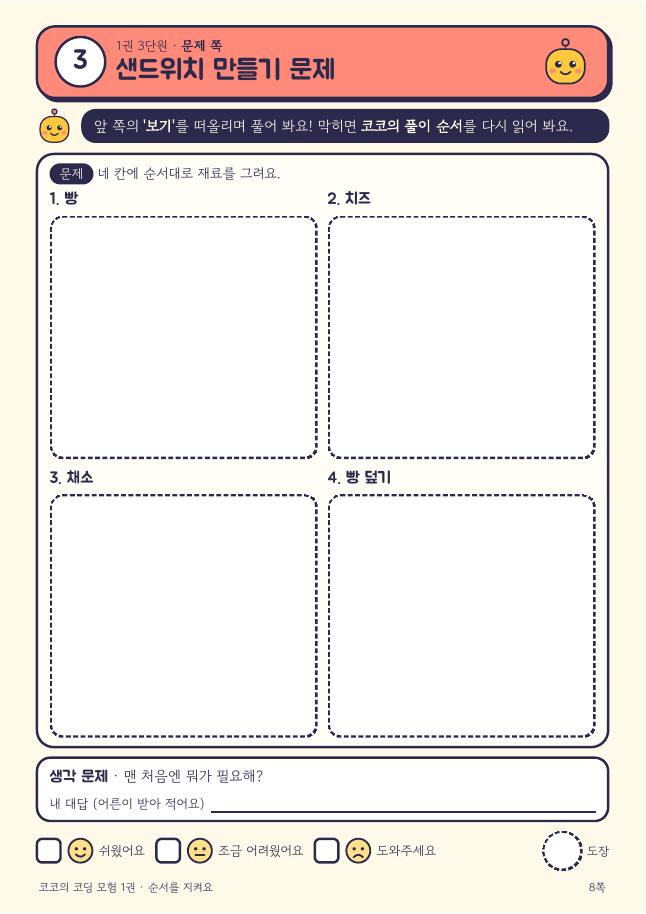 3
1권 3단원 · 문제 쪽
샌드위치 만들기 문제
앞 쪽의 '보기'를 떠올리며 풀어 봐요! 막히면 코코의 풀이 순서를 다시 읽어 봐요.
문제 네 칸에 순서대로 재료를 그려요.
1. 빵
2. 치즈
3. 채소
4. 빵 덮기
생각 문제 · 맨 처음엔 뭐가 필요해?
내 대답 (어른이 받아 적어요)
쉬웠어요 조금 어려웠어요 도와주세요 도장
코코의 코딩 모험 1권 · 순서를 지켜요 8쪽